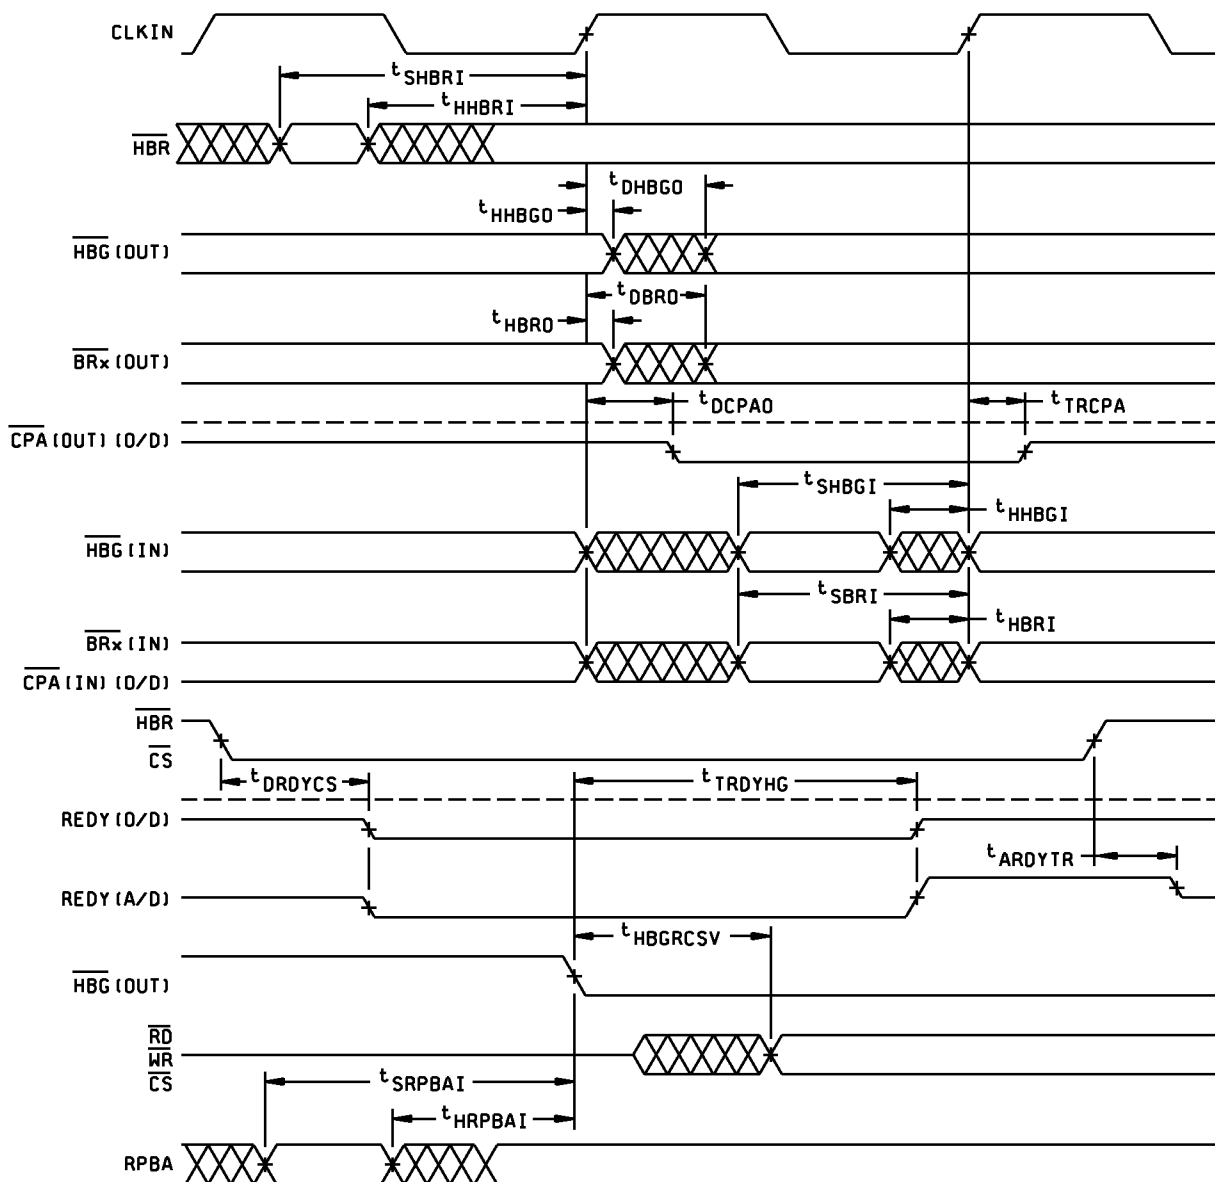 CLKIN
tSHBRI
tHHBRI
HBR
tDHBGO
tHHBGO
HBG(OUT)
tDBRO
tHBRO
BRx(OUT)
tDCPAO
tTRCPA
CPA(OUT)(O/D)
tSHBGI
tHHBGI
HBG(IN)
tSBRI
tHBRI
BRx(IN)
CPA(IN)(O/D)
HBR
CS
tDRDYCS
tTRDYHG
REDY(O/D)
tARDYTR
REDY(A/D)
tHBGRCSV
HBG(OUT)
RD
WR
CS
tSRPBAI
tHRPBAI
RPBA